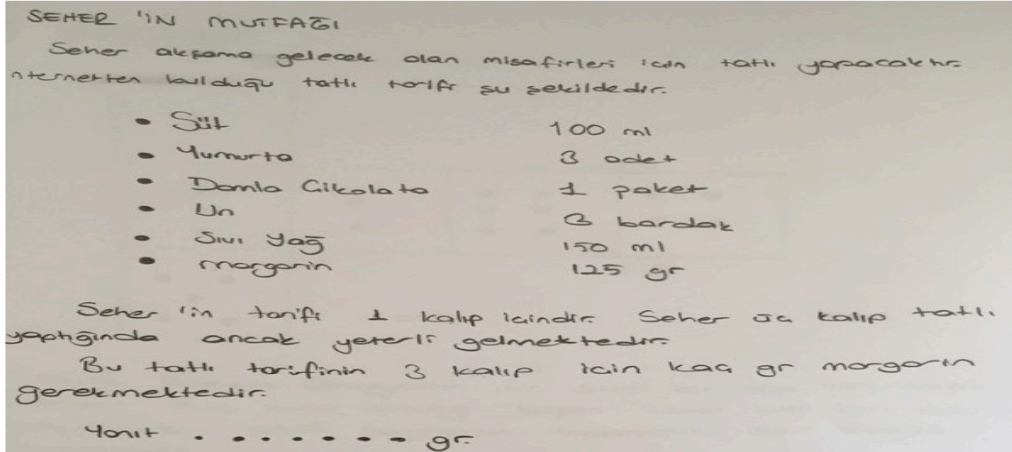 SEHER 'İN MUTFAĞI
Seher akşama gelecek olan misafirleri için tatlı yapacaktır.
nternetten bulduğu tatlı tarifi şu şekildedir.
• Süt 100 ml
• Yumurta 3 adet
• Damla Çikolata 1 paket
• Un 3 bardak
• Sıvı Yağ 150 ml
• margarin 125 gr
Seher 'in tarifi 1 kalıp içindir. Seher üç kalıp tatlı
yaptığında ancak yeterli gelmektedir.
Bu tatlı tarifinin 3 kalıp için kaç gr margarin
gerekmektedir.
Yanıt . . . . . . . gr.